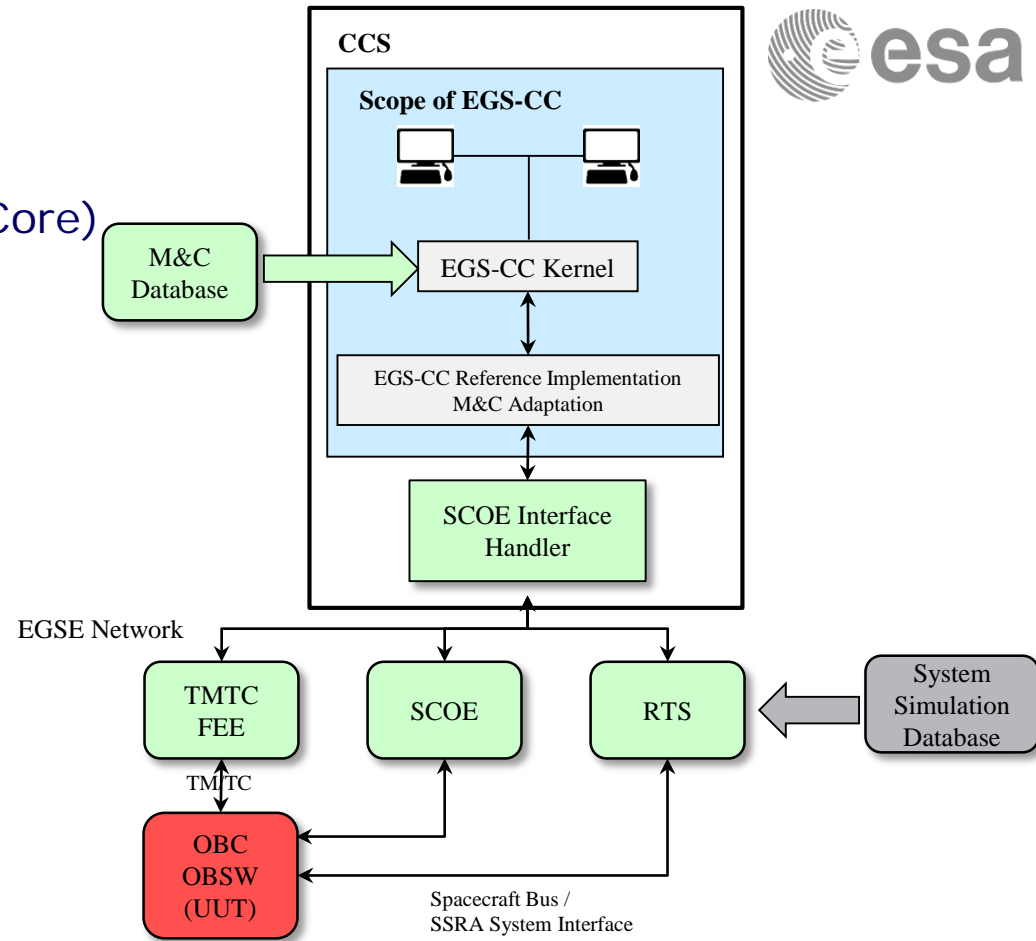 esa
CCS
Scope of EGS-CC
Core)
M&C
Database
EGS-CC Kernel
EGS-CC Reference Implementation
M&C Adaptation
SCOE Interface
Handler
EGSE Network
TMTC
FEE
SCOE
RTS
System
Simulation
Database
TM/TC
OBC
OBSW
(UUT)
Spacecraft Bus /
SSRA System Interface